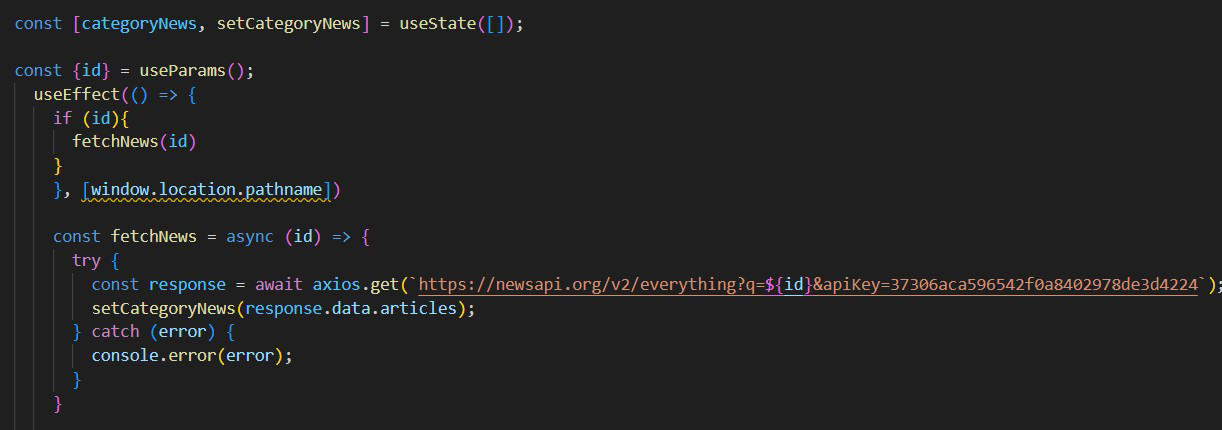 const [categoryNews, setCategoryNews] = useState([]);
const {id} = useParams();
useEffect(() => {
if (id){
fetchNews(id)
}
}, [window.location.pathname])
const fetchNews = async (id) => {
try {
const response = await axios.get(`https://newsapi.org/v2/everything?q=${id}&apiKey=37306aca596542f0a8402978de3d4224`);
setCategoryNews(response.data.articles);
} catch (error) {
console.error(error);
}
}